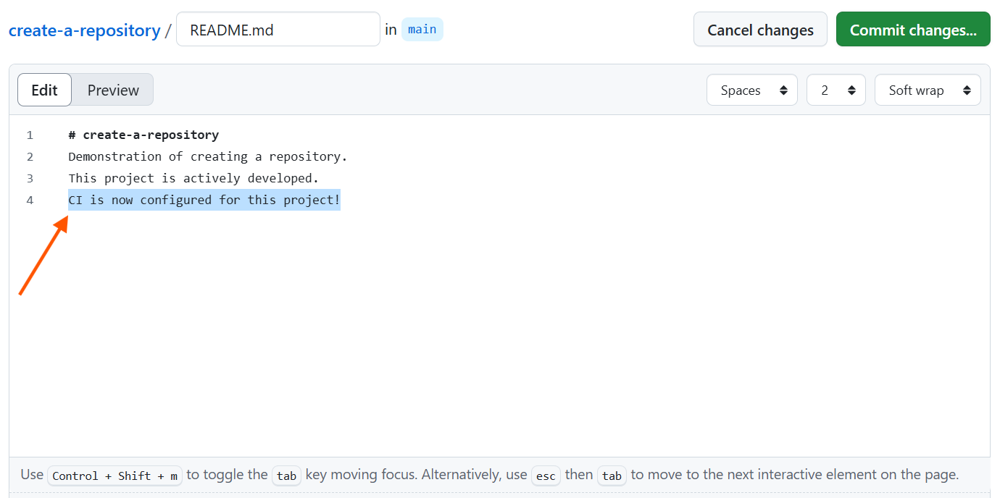 create-a-repository / README.md in main Cancel changes Commit changes...
Edit Preview Spaces 2 Soft wrap
1 # create-a-repository
2 Demonstration of creating a repository.
3 This project is actively developed.
4 CI is now configured for this project!
Use Control + Shift + m to toggle the tab key moving focus. Alternatively, use esc then tab to move to the next interactive element on the page.